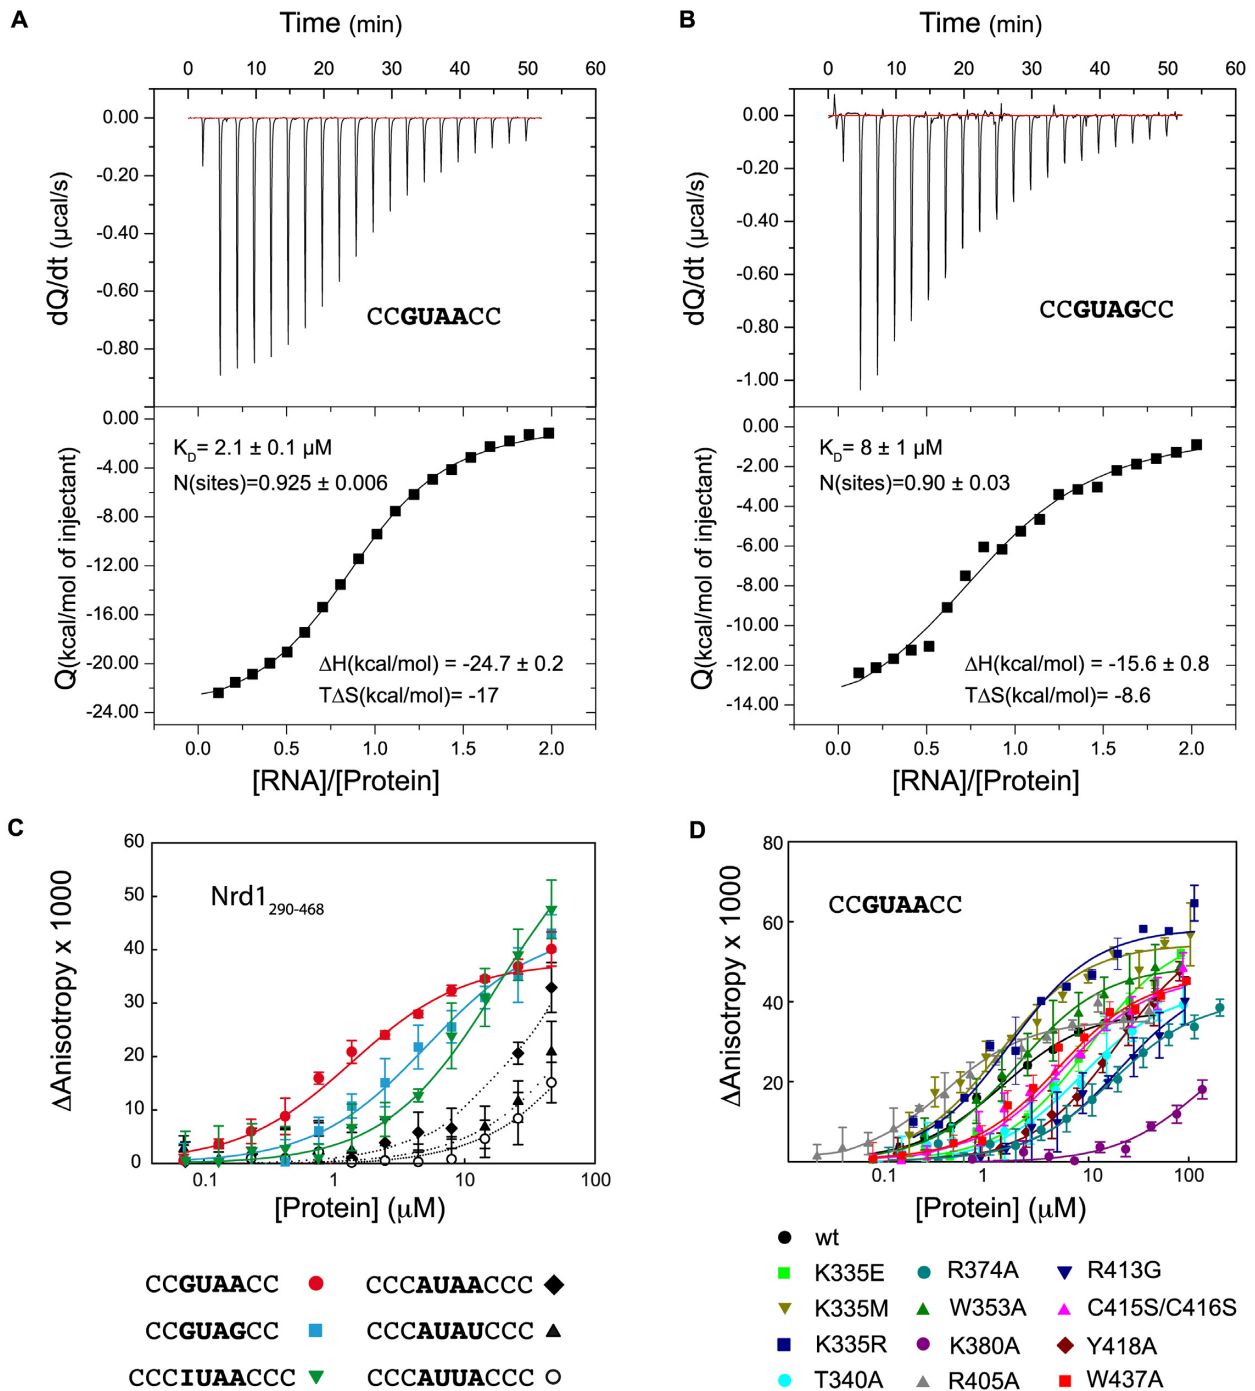 A
Time (min)
0 10 20 30 40 50 60
dQ/dt (μcal/s)
0.00
-0.20
-0.40
-0.60
-0.80
CCGUAACC
Q(kcal/mol of injectant)
0.00
-4.00
-8.00
-12.00
-16.00
-20.00
-24.00
K_D= 2.1 ± 0.1 μM
N(sites)=0.925 ± 0.006
ΔH(kcal/mol) = -24.7 ± 0.2
TΔS(kcal/mol)= -17
0.0 0.5 1.0 1.5 2.0
[RNA]/[Protein]
B
Time (min)
0 10 20 30 40 50 60
dQ/dt (μcal/s)
0.00
-0.20
-0.40
-0.60
-0.80
-1.00
CCGUAGCC
Q(kcal/mol of injectant)
0.00
-2.00
-4.00
-6.00
-8.00
-10.00
-12.00
-14.00
K_D= 8 ± 1 μM
N(sites)=0.90 ± 0.03
ΔH(kcal/mol) = -15.6 ± 0.8
TΔS(kcal/mol)= -8.6
0.0 0.5 1.0 1.5 2.0
[RNA]/[Protein]
C
ΔAnisotropy x 1000
60
50
40
30
20
10
0
Nrd1290-468
0.1 1 10 100
[Protein] (μM)
CCGUAACC
CCGUAGCC
CCCIUAACCC
CCCAUAACCC
CCCAUAUCCC
CCCAUUACCC
D
ΔAnisotropy x 1000
80
60
40
20
CCGUAACC
0.1 1 10 100
[Protein] (μM)
wt
K335E R374A R413G
K335M W353A C415S/C416S
K335R K380A Y418A
T340A R405A W437A